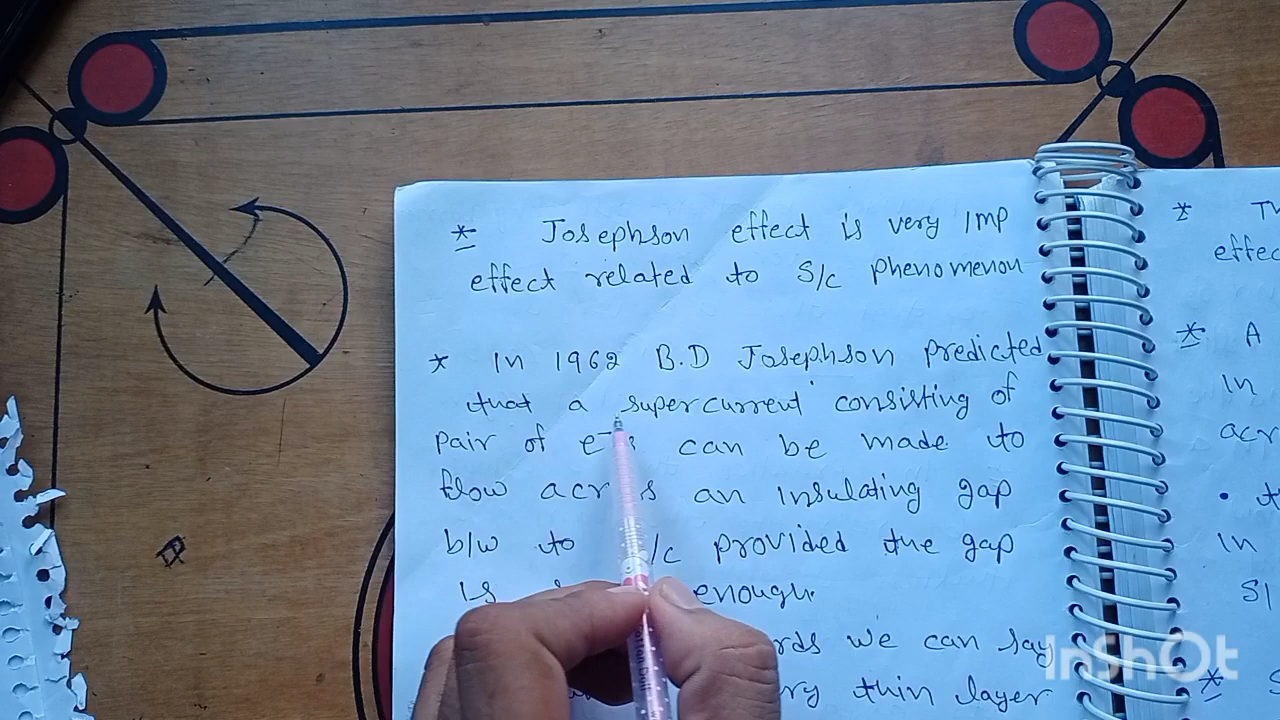 * Josephson effect is very Imp
effect related to S/c phenomenon
* In 1962 B.D Josephson predicted
that a supercurrent consisting of
pair of can be made to
flow an insulating gap
b/w to /c provided the gap
is enough.
we can say
thin layer
effec
* A
In
acr
In
S/
InShOt